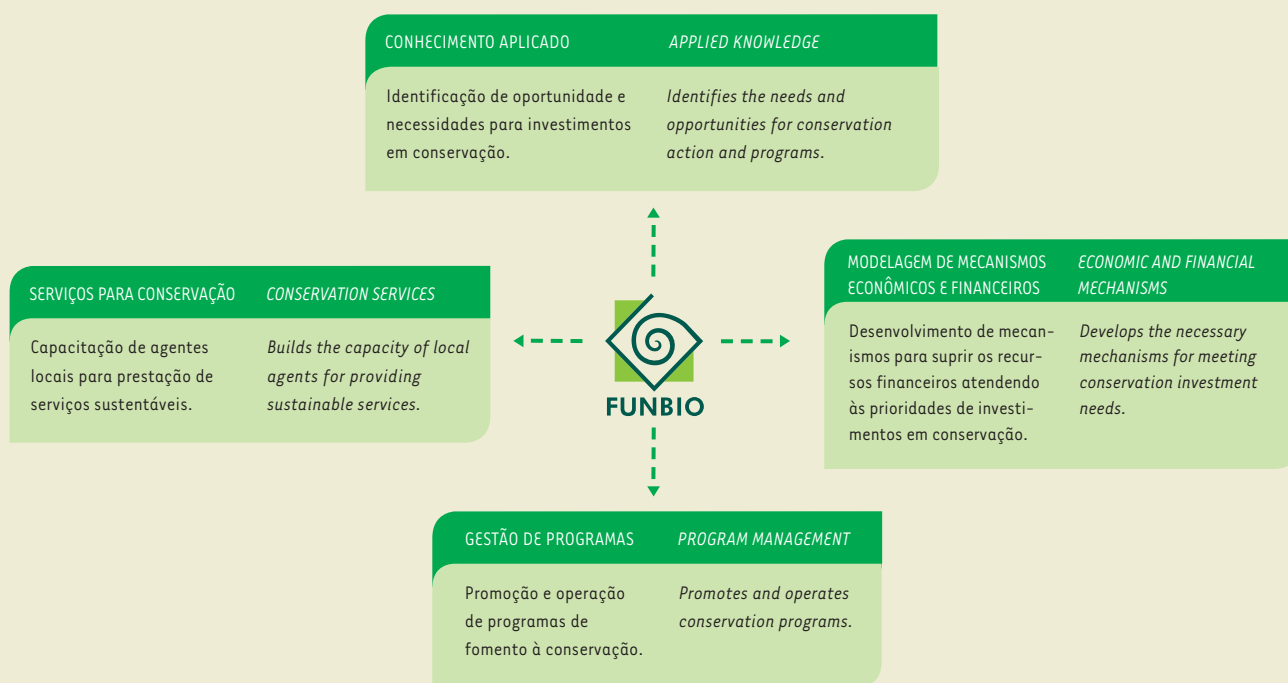 CONHECIMENTO APLICADO
APPLIED KNOWLEDGE
Identificação de oportunidade e
necessidades para investimentos
em conservação.
Identifies the needs and
opportunities for conservation
action and programs.
SERVIÇOS PARA CONSERVAÇÃO
CONSERVATION SERVICES
Capacitação de agentes
locais para prestação de
serviços sustentáveis.
Builds the capacity of local
agents for providing
sustainable services.
FUNBIO
MODELAGEM DE MECANISMOS
ECONÔMICOS E FINANCEIROS
ECONOMIC AND FINANCIAL
MECHANISMS
Desenvolvimento de mecan-
ismos para suprir os recur-
sos financeiros atendendo
às prioridades de investi-
mentos em conservação.
Develops the necessary
mechanisms for meeting
conservation investment
needs.
GESTÃO DE PROGRAMAS
PROGRAM MANAGEMENT
Promoção e operação
de programas de
fomento à conservação.
Promotes and operates
conservation programs.